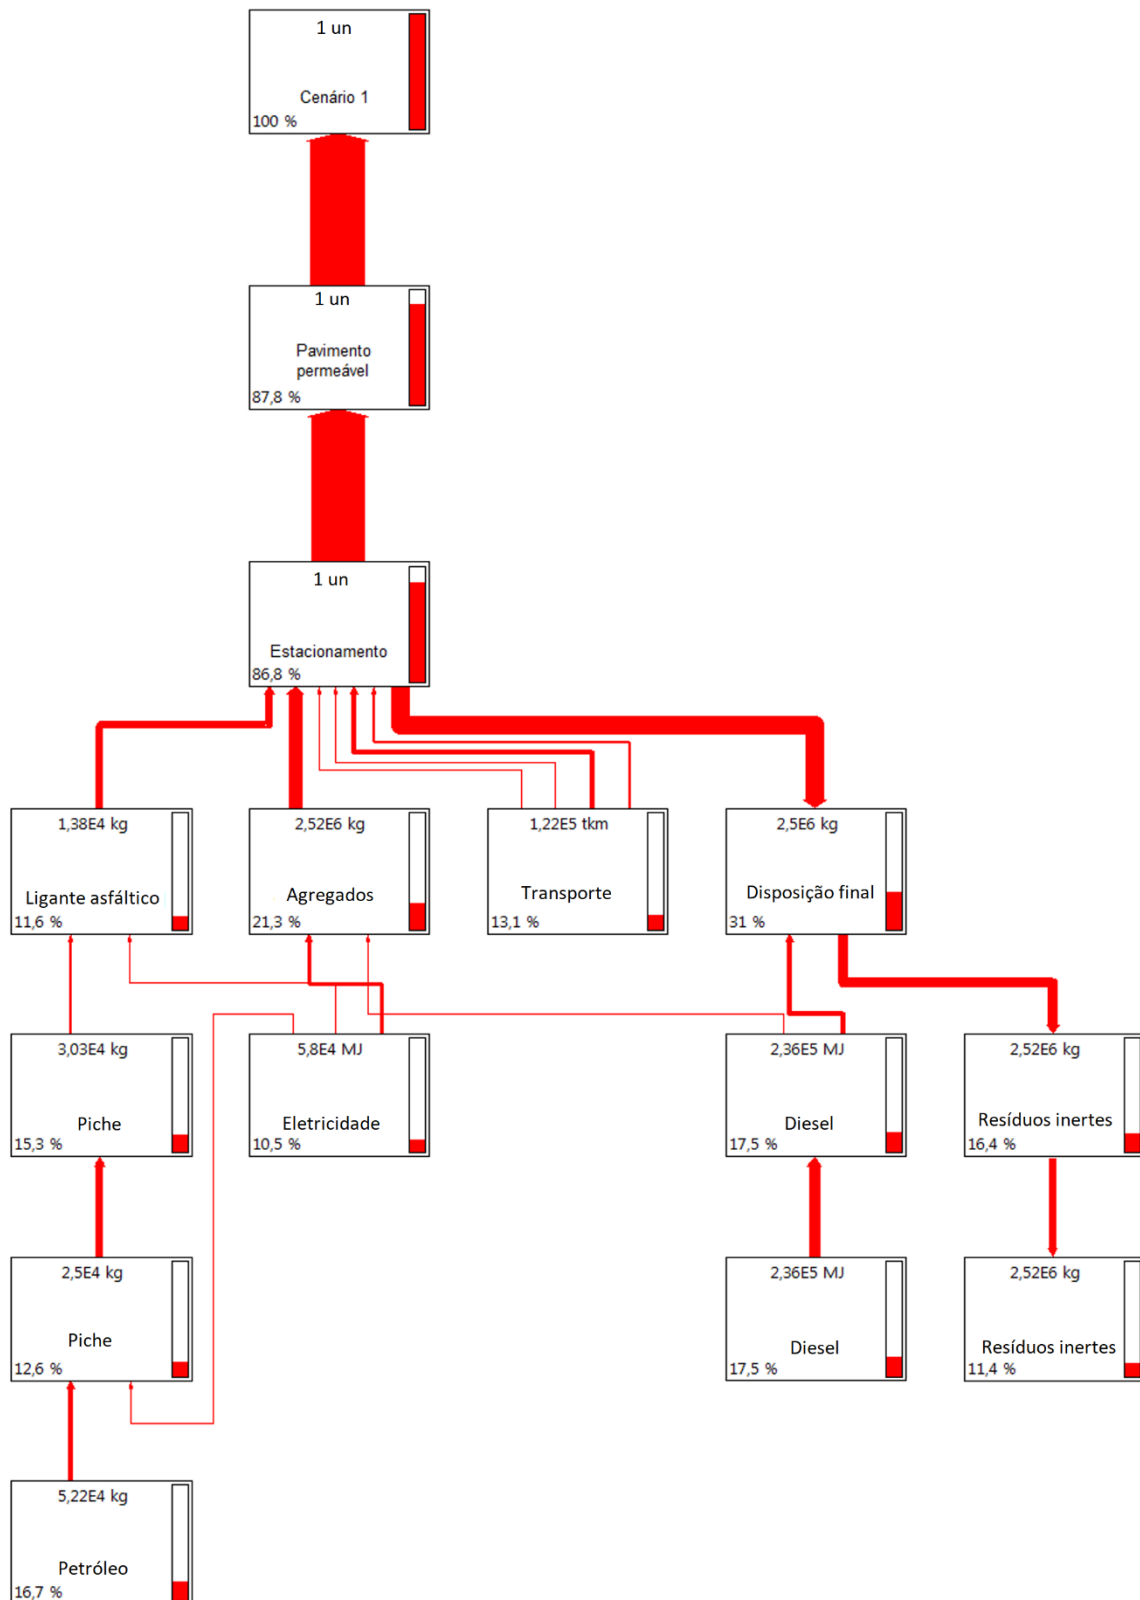 1 un
Cenário 1
100 %
1 un
Pavimento
permeável
87,8 %
1 un
Estacionamento
86,8 %
1,38E4 kg
Ligante asfáltico
11,6 %
2,52E6 kg
Agregados
21,3 %
1,22E5 tkm
Transporte
13,1 %
2,5E6 kg
Disposição final
31 %
3,03E4 kg
Piche
15,3 %
5,8E4 MJ
Eletricidade
10,5 %
2,36E5 MJ
Diesel
17,5 %
2,52E6 kg
Resíduos inertes
16,4 %
2,5E4 kg
Piche
12,6 %
2,36E5 MJ
Diesel
17,5 %
2,52E6 kg
Resíduos inertes
11,4 %
5,22E4 kg
Petróleo
16,7 %